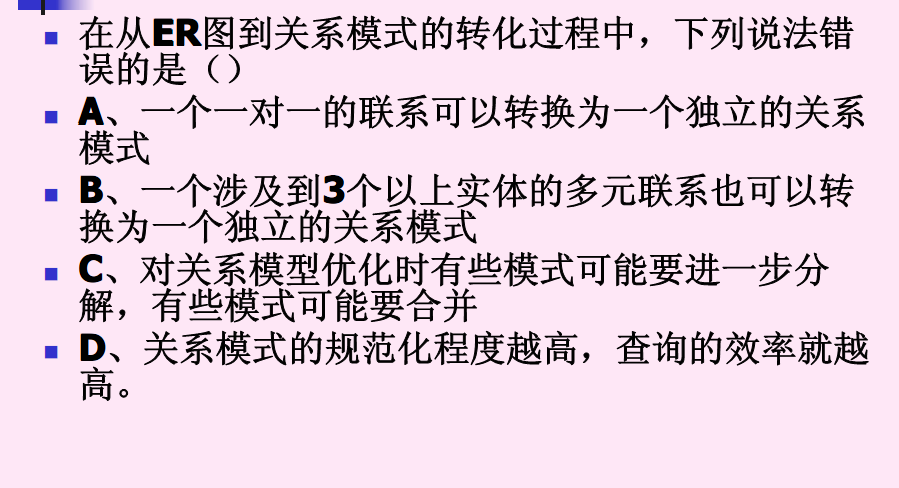 在从ER图到关系模式的转化过程中，下列说法错
误的是（）
A、一个一对一的联系可以转换为一个独立的关系
模式
B、一个涉及到3个以上实体的多元联系也可以转
换为一个独立的关系模式
C、对关系模型优化时有些模式可能要进一步分
解，有些模式可能要合并
D、关系模式的规范化程度越高，查询的效率就越
高。